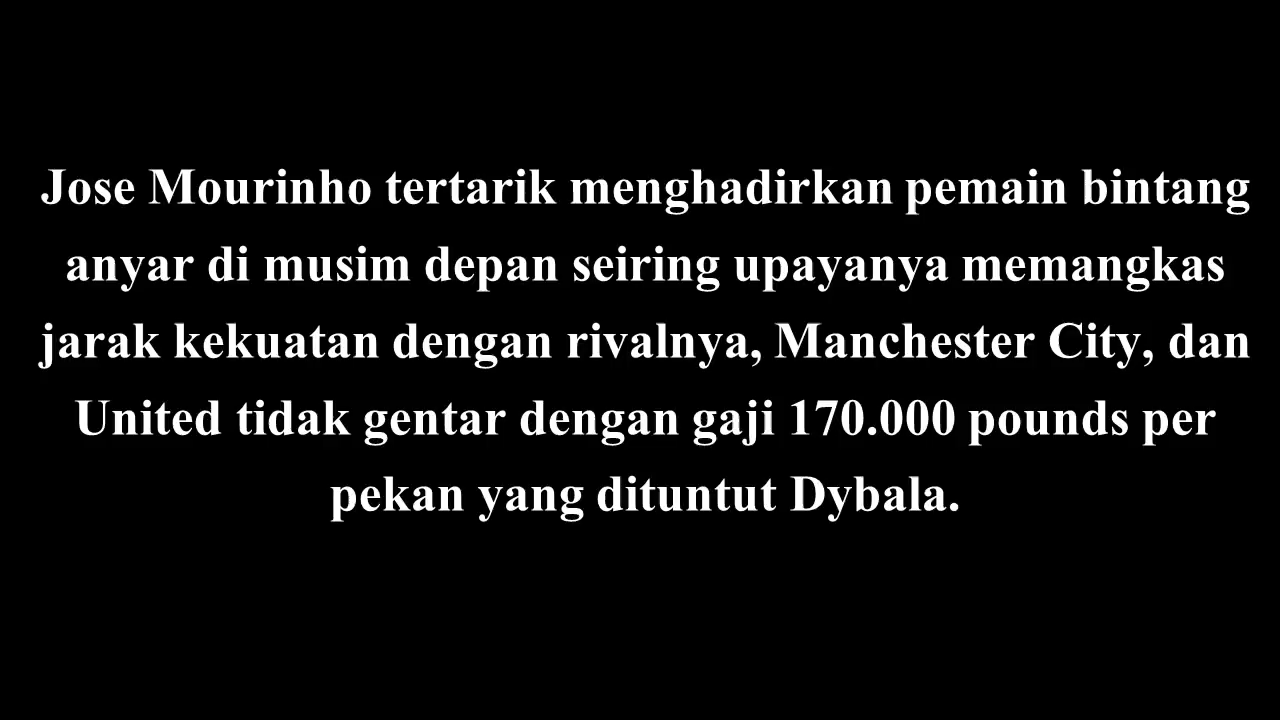 Jose Mourinho tertarik menghadirkan pemain bintang
anyar di musim depan seiring upayanya memangkas
jarak kekuatan dengan rivalnya, Manchester City, dan
United tidak gentar dengan gaji 170.000 pounds per
pekan yang dituntut Dybala.